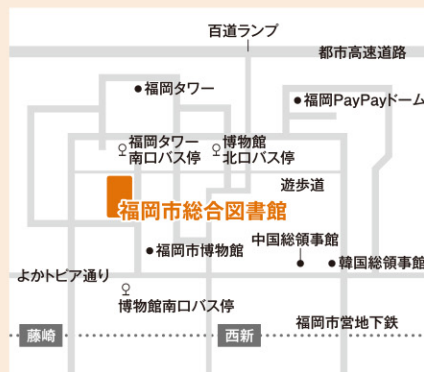 百道ランプ
都市高速道路
福岡タワー
福岡PayPayドーム
福岡タワー
南口バス停
博物館
北口バス停
遊歩道
福岡市総合図書館
中国総領事館
福岡市博物館
韓国総領事館
よかトピア通り
博物館南口バス停
福岡市営地下鉄
藤崎
西新